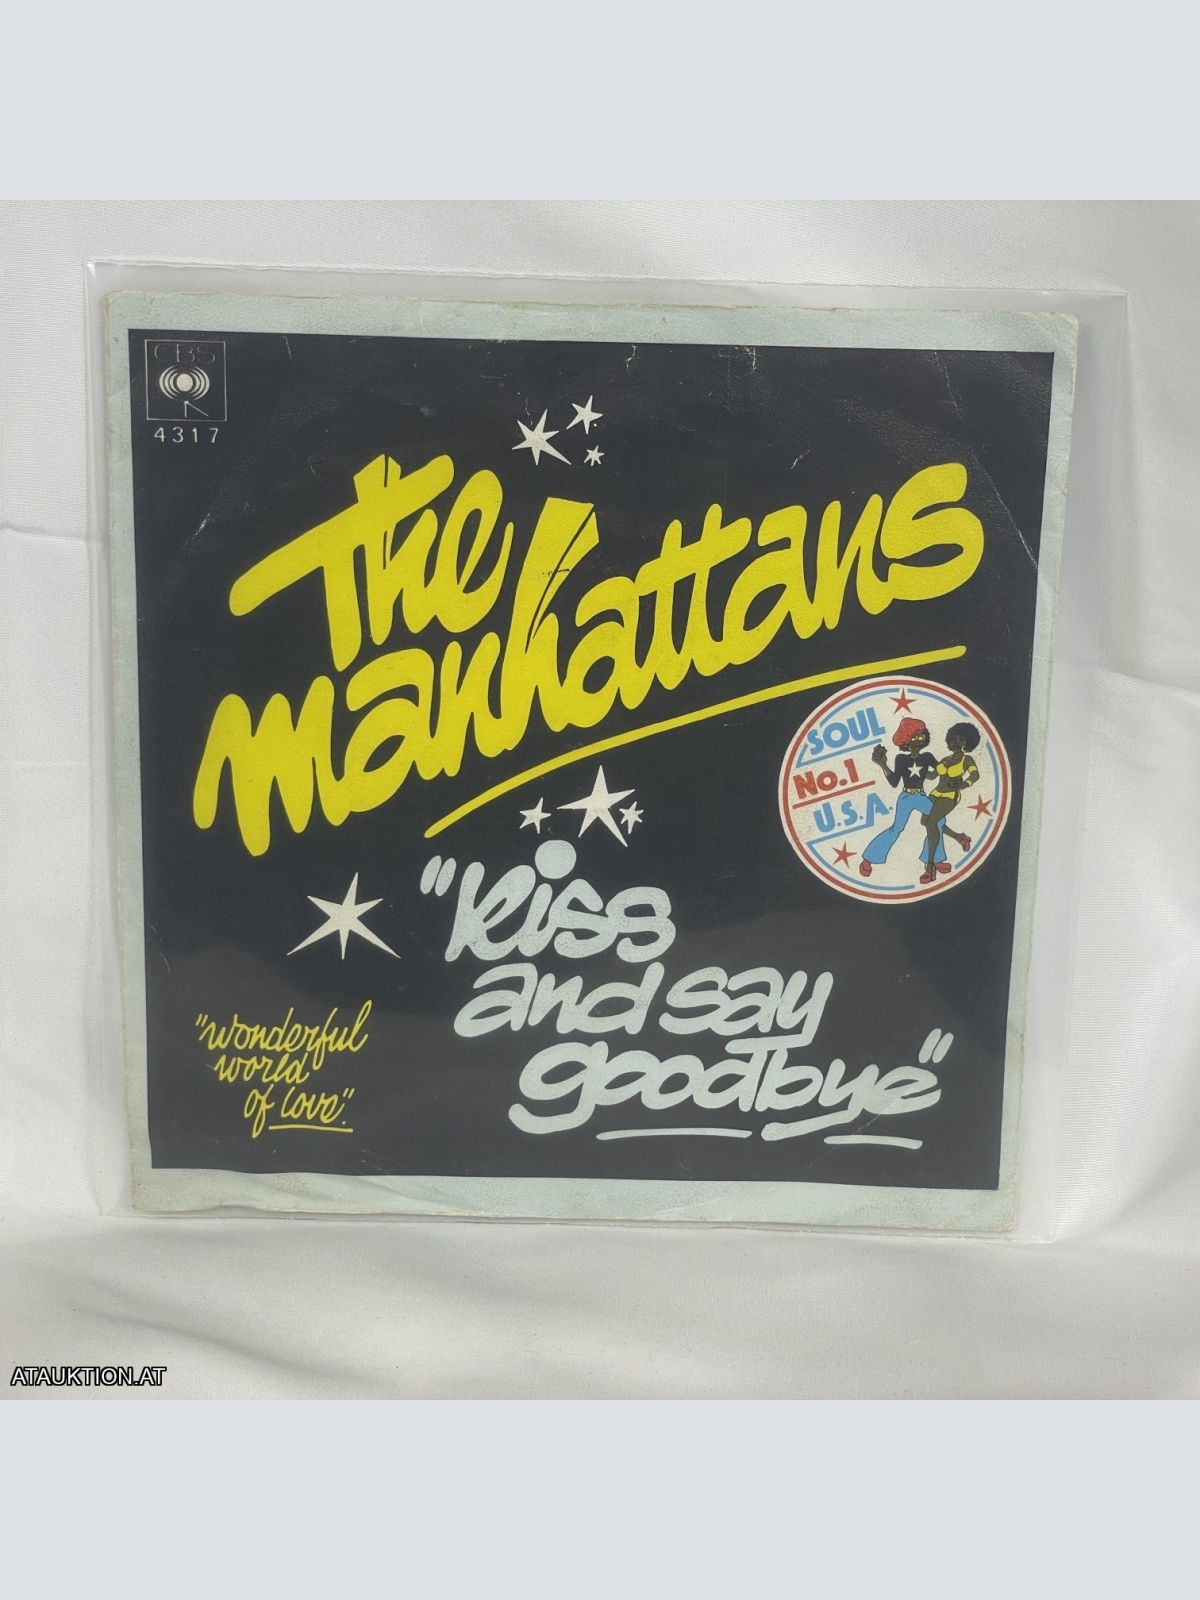 CBS
4317
The
manhattans
SOUL
No.1
U.S.A.
"kiss
and say
goodbye"
"wonderful
world
of love".
ATAUKTION.AT